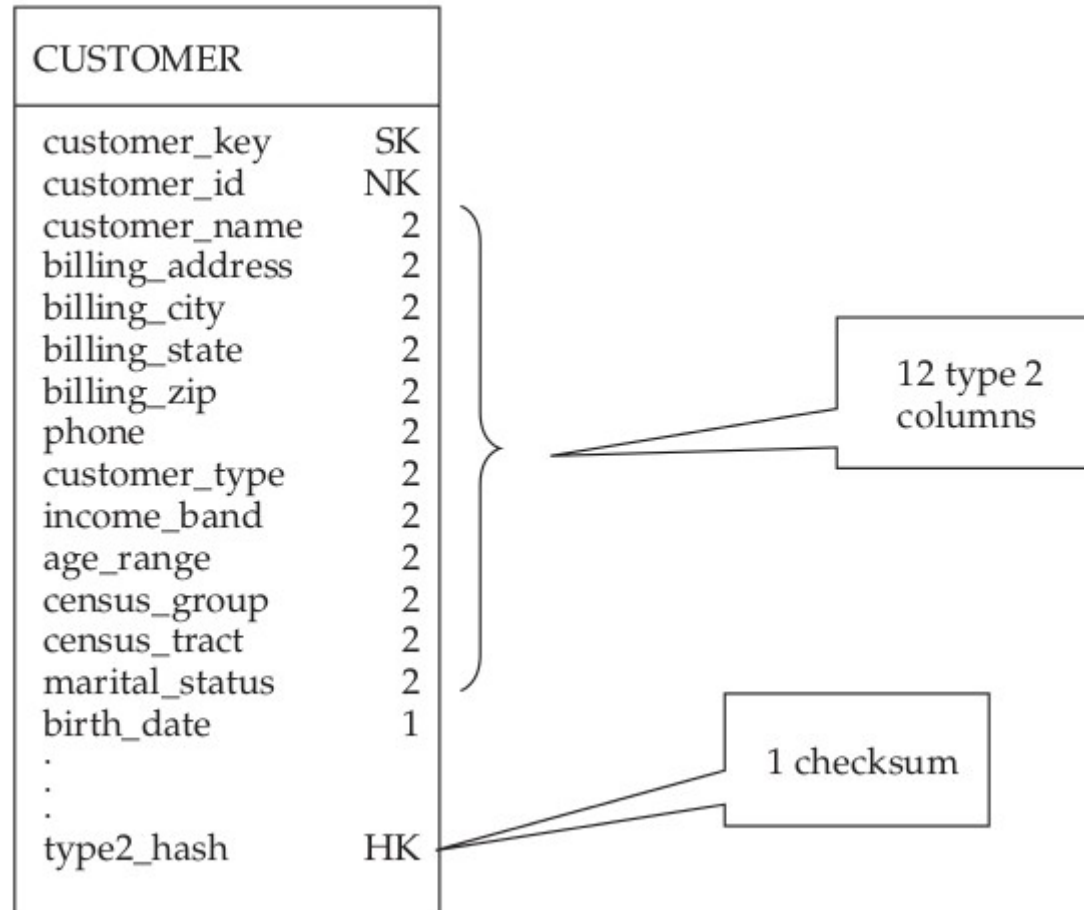 CUSTOMER
customer_key SK
customer_id NK
customer_name 2
billing_address 2
billing_city 2
billing_state 2
billing_zip 2
phone 2
customer_type 2
income_band 2
age_range 2
census_group 2
census_tract 2
marital_status 2
birth_date 1
.
.
.
type2_hash HK
12 type 2
columns
1 checksum